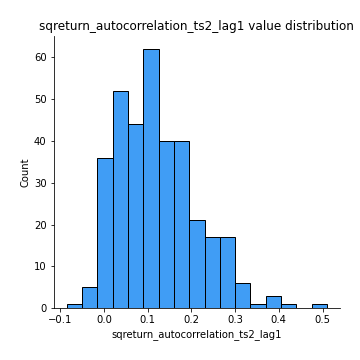 sqreturn_autocorrelation_ts2_lag1 value distribution
60
50
40
30
20
10
0
Count
−0.1 0.0 0.1 0.2 0.3 0.4 0.5
sqreturn_autocorrelation_ts2_lag1